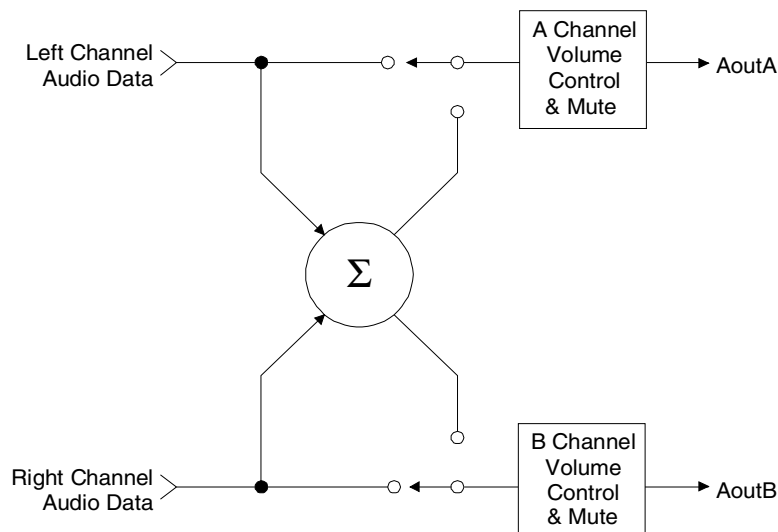 Left Channel
Audio Data
A Channel
Volume
Control
& Mute
AoutA
Σ
Right Channel
Audio Data
B Channel
Volume
Control
& Mute
AoutB